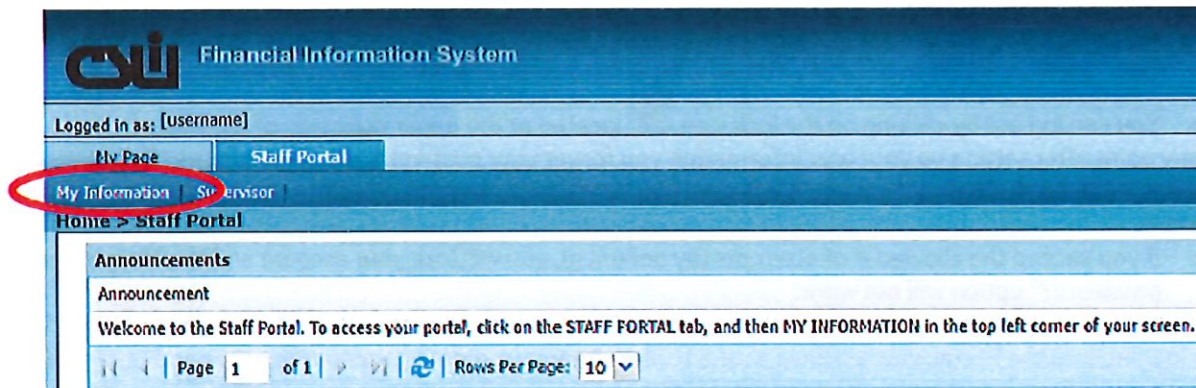 CSIU Financial Information System
Logged in as: [username]
My Page Staff Portal
My Information | Supervisor |
Home > Staff Portal
Announcements
Announcement
Welcome to the Staff Portal. To access your portal, click on the STAFF PORTAL tab, and then MY INFORMATION in the top left corner of your screen.
Page 1 of 1 Rows Per Page: 10